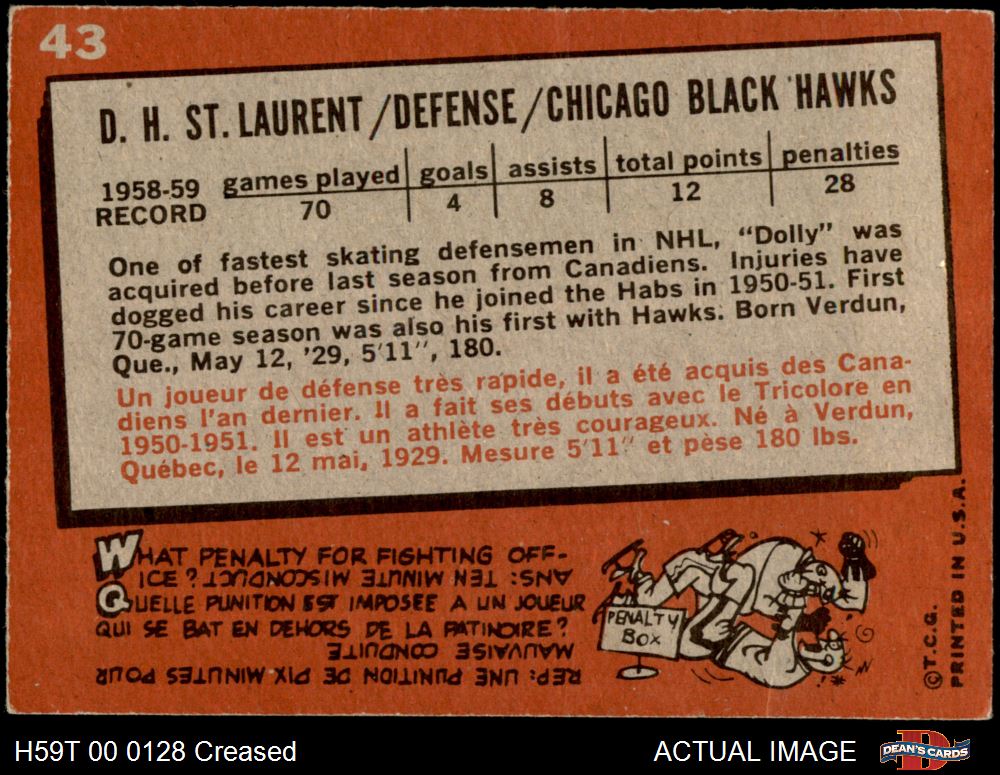 43
D. H. ST. LAURENT / DEFENSE / CHICAGO BLACK HAWKS
1958-59 RECORD games played goals assists total points penalties
70 4 8 12 28
One of fastest skating defensemen in NHL, “Dolly” was
acquired before last season from Canadiens. Injuries have
dogged his career since he joined the Habs in 1950-51. First
70-game season was also his first with Hawks. Born Verdun,
Que., May 12, ’29, 5′11″, 180.
Un joueur de défense très rapide, il a été acquis des Cana-
diens l’an dernier. Il a fait ses débuts avec le Tricolore en
1950-1951. Il est un athlète très courageux. Né à Verdun,
Québec, le 12 mai, 1929. Mesure 5′11″ et pèse 180 lbs.
WHAT PENALTY FOR FIGHTING OFF-
ICE? ANS: TEN MINUTE MISCONDUCT
QUELLE PUNITION EST IMPOSEE A UN JOUEUR
QUI SE BAT EN DEHORS DE LA PATINOIRE?
REP: UNE PUNITION DE DIX MINUTES POUR
MAUVAISE CONDUITE
PENALTY
BOX
©T.C.G. PRINTED IN U.S.A.
H59T 00 0128 Creased
ACTUAL IMAGE
DEAN'S CARDS